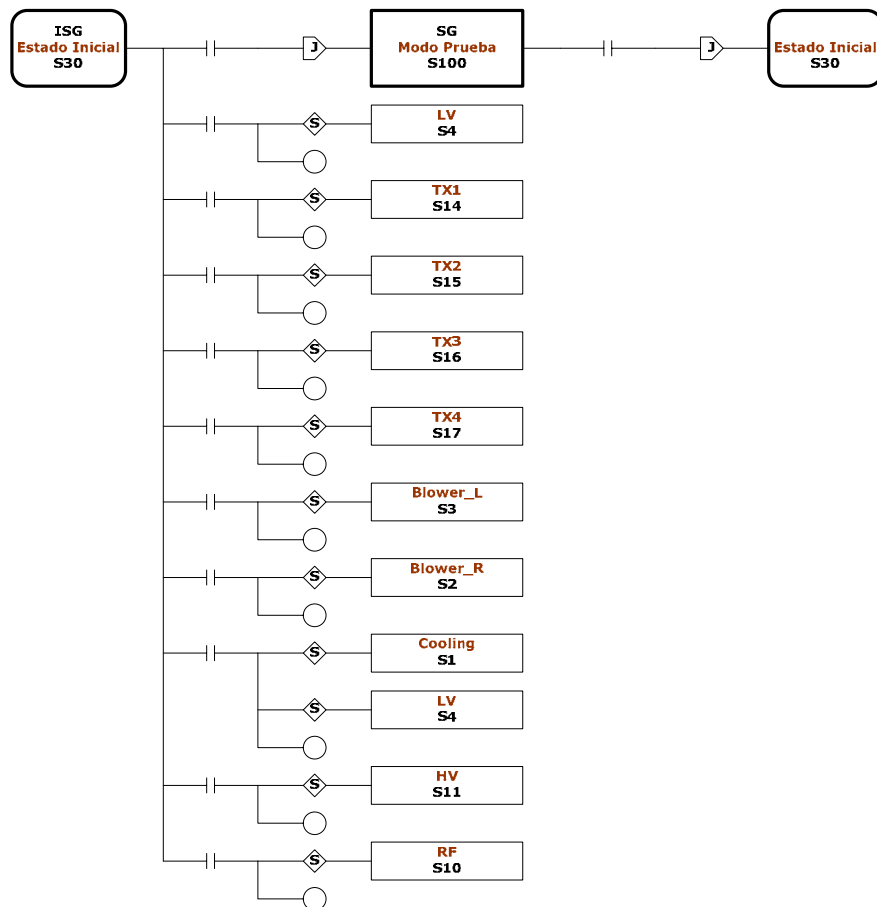 ISG
Estado Inicial
S30
J
SG
Modo Prueba
S100
J
Estado Inicial
S30
S
LV
S4
S
TX1
S14
S
TX2
S15
S
TX3
S16
S
TX4
S17
S
Blower_L
S3
S
Blower_R
S2
S
Cooling
S1
S
LV
S4
S
HV
S11
S
RF
S10